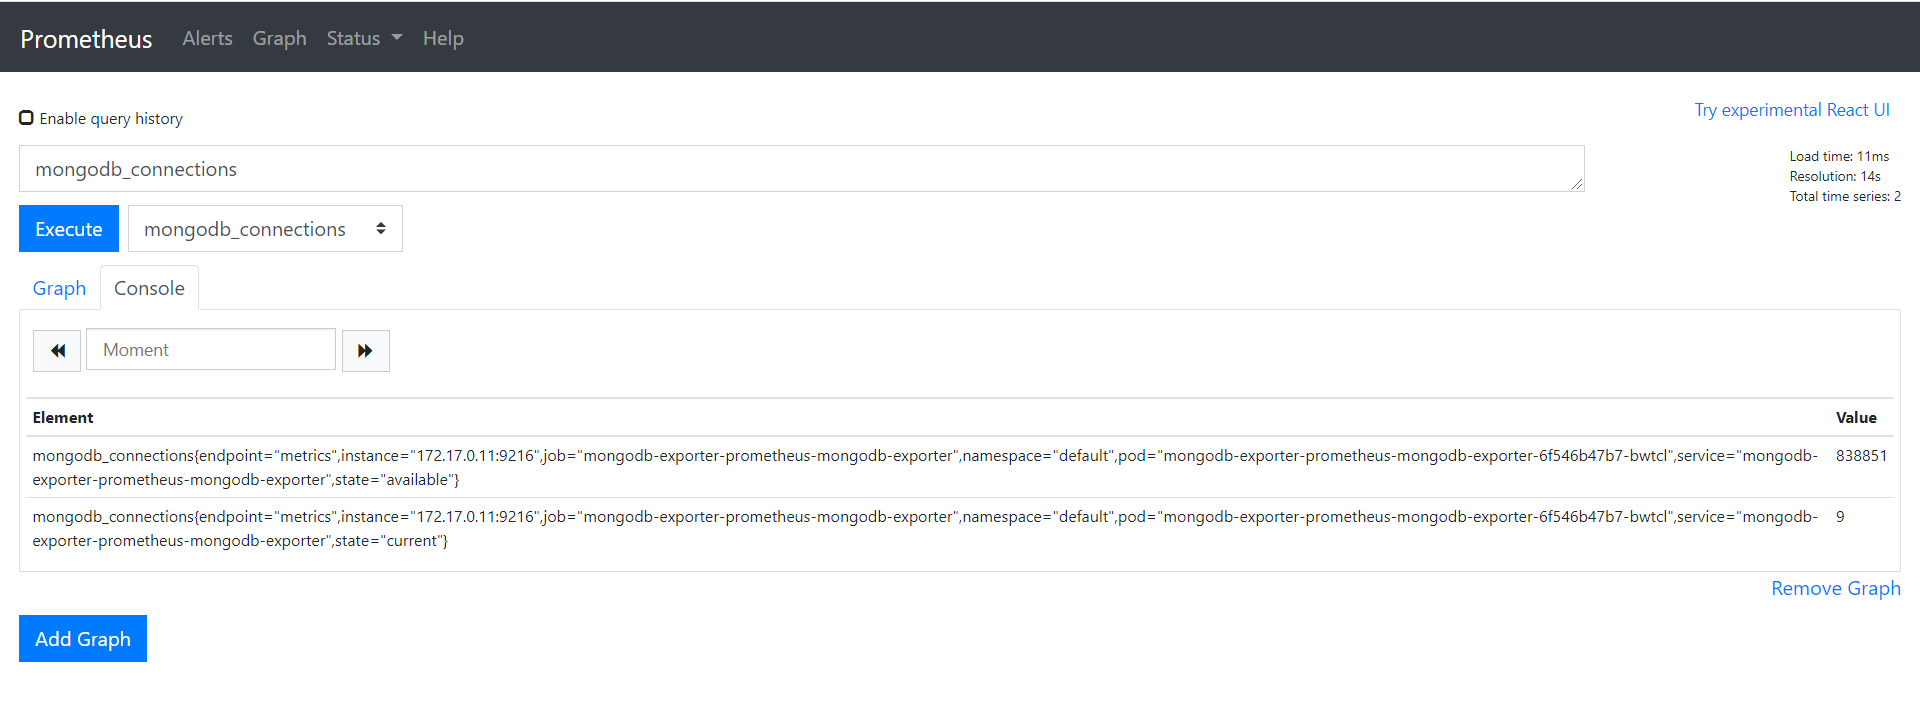 Prometheus Alerts Graph Status Help
Enable query history
Try experimental React UI
mongodb_connections
Load time: 11ms
Resolution: 14s
Total time series: 2
Execute mongodb_connections
Graph Console
Moment
Element Value
mongodb_connections{endpoint="metrics",instance="172.17.0.11:9216",job="mongodb-exporter-prometheus-mongodb-exporter",namespace="default",pod="mongodb-exporter-prometheus-mongodb-exporter-6f546b47b7-bwtcl",service="mongodb- 838851
exporter-prometheus-mongodb-exporter",state="available"}
mongodb_connections{endpoint="metrics",instance="172.17.0.11:9216",job="mongodb-exporter-prometheus-mongodb-exporter",namespace="default",pod="mongodb-exporter-prometheus-mongodb-exporter-6f546b47b7-bwtcl",service="mongodb- 9
exporter-prometheus-mongodb-exporter",state="current"}
Remove Graph
Add Graph